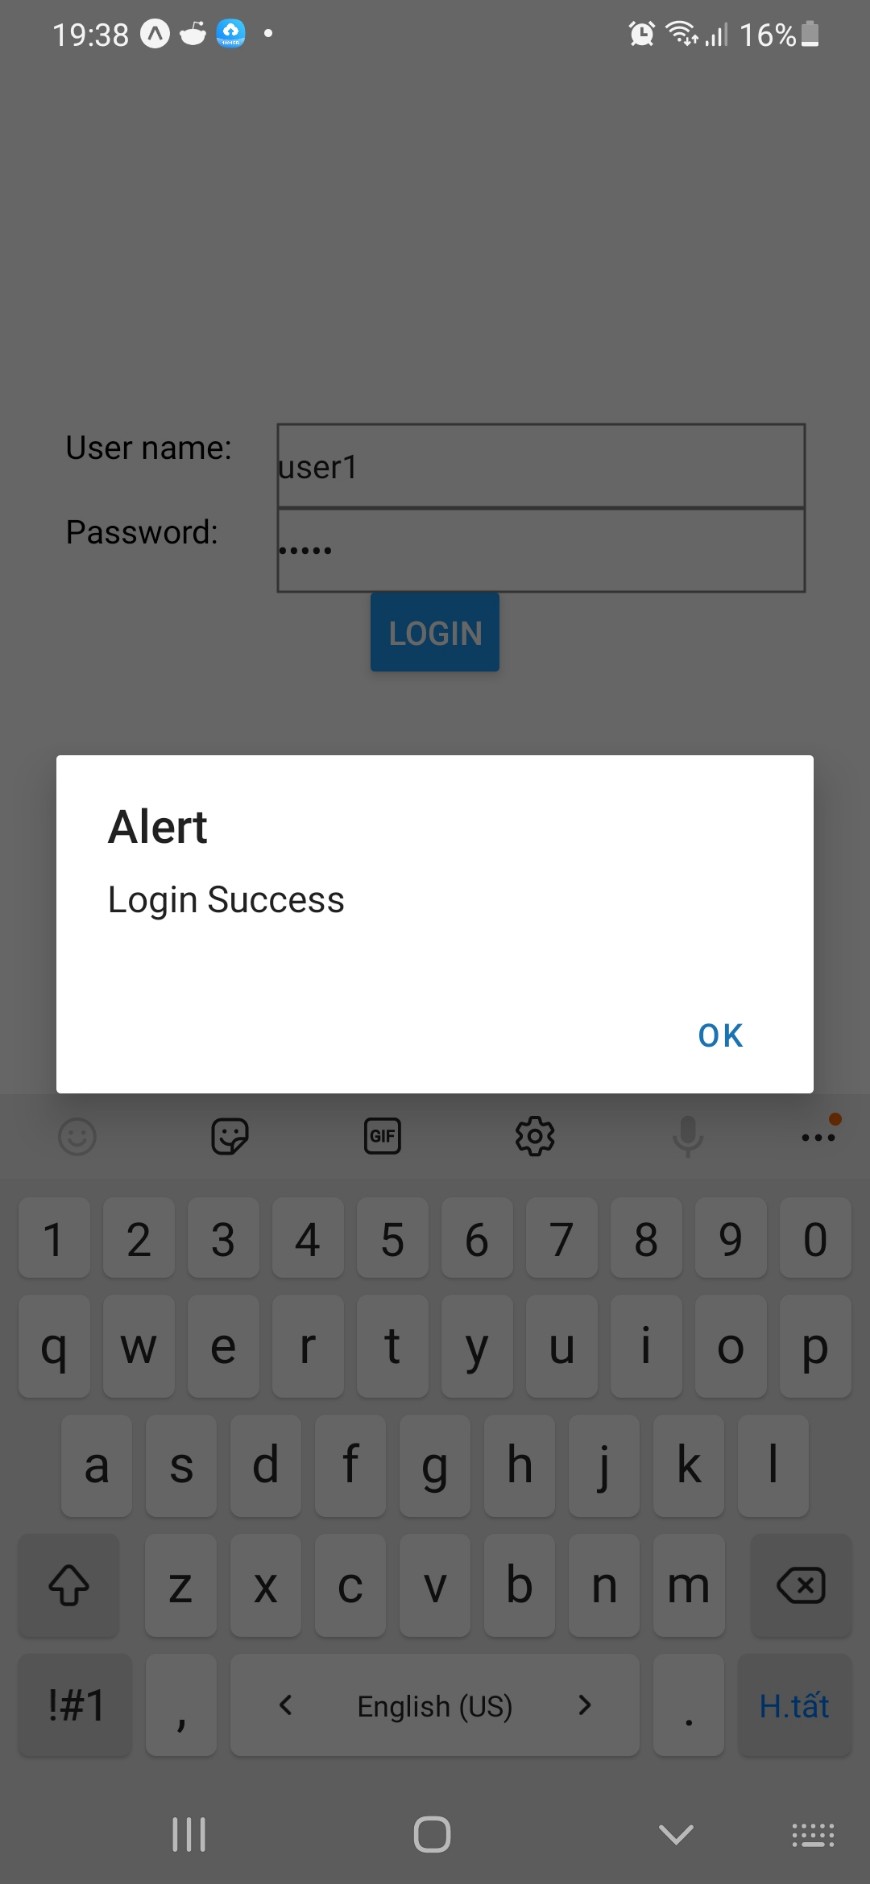 19:38 16%
User name: user1
Password: •••••
LOGIN
Alert
Login Success
OK
GIF
1 2 3 4 5 6 7 8 9 0
q w e r t y u i o p
a s d f g h j k l
z x c v b n m
!#1 , < English (US) > . H.tất